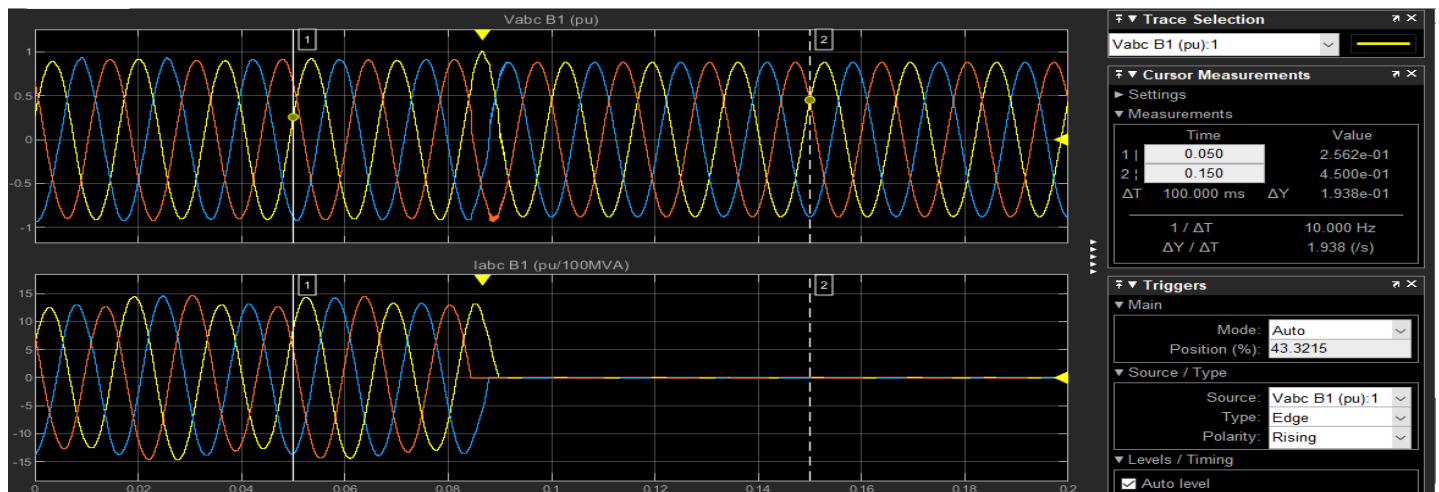 Vabc B1 (pu)
1
2
1
0.5
0
-0.5
-1
Iabc B1 (pu/100MVA)
1
2
15
10
5
0
-5
-10
-15
0 0.02 0.04 0.06 0.08 0.1 0.12 0.14 0.16 0.18 0.2
Trace Selection
Vabc B1 (pu):1
Cursor Measurements
Settings
Measurements
Time Value
1 | 0.050 2.562e-01
2 ¦ 0.150 4.500e-01
ΔT 100.000 ms ΔY 1.938e-01
1 / ΔT 10.000 Hz
ΔY / ΔT 1.938 (/s)
Triggers
Main
Mode: Auto
Position (%): 43.3215
Source / Type
Source: Vabc B1 (pu):1
Type: Edge
Polarity: Rising
Levels / Timing
Auto level